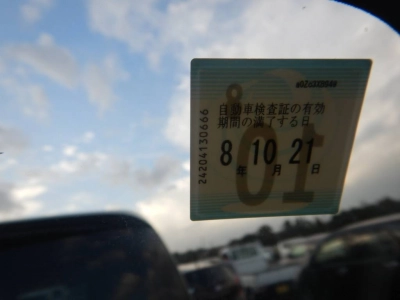 自動車検査証の有効
期間の満了する日
8 10 21
年 月 日
24204130666